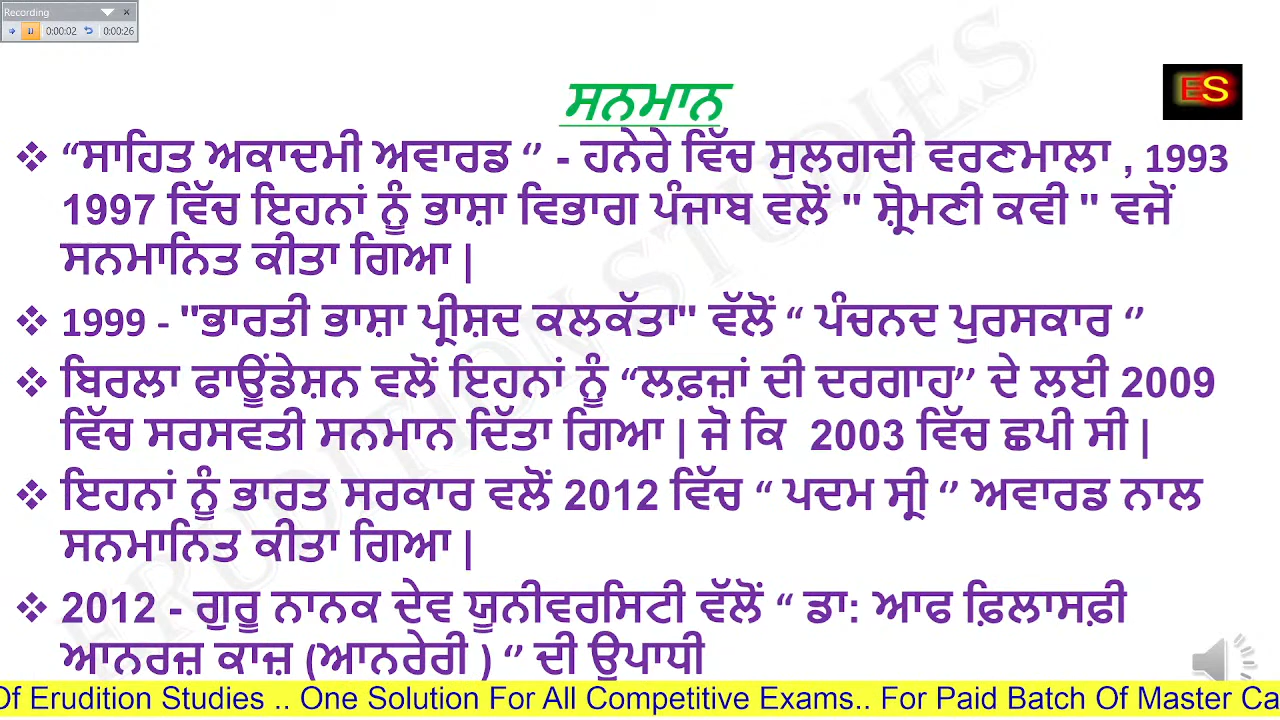 Recording
0:00:02 0:00:26
ERUDITION STUDIES
ES
ਸਨਮਾਨ
❖ “ਸਾਹਿਤ ਅਕਾਦਮੀ ਅਵਾਰਡ ‘’ - ਹਨੇਰੇ ਵਿੱਚ ਸੁਲਗਦੀ ਵਰਣਮਾਲਾ , 1993
1997 ਵਿੱਚ ਇਹਨਾਂ ਨੂੰ ਭਾਸ਼ਾ ਵਿਭਾਗ ਪੰਜਾਬ ਵਲੋਂ " ਸ਼੍ਰੋਮਣੀ ਕਵੀ " ਵਜੋਂ
ਸਨਮਾਨਿਤ ਕੀਤਾ ਗਿਆ |
❖ 1999 - "ਭਾਰਤੀ ਭਾਸ਼ਾ ਪ੍ਰੀਸ਼ਦ ਕਲਕੱਤਾ" ਵੱਲੋਂ “ ਪੰਚਨਦ ਪੁਰਸਕਾਰ ‘’
❖ ਬਿਰਲਾ ਫਾਊਂਡੇਸ਼ਨ ਵਲੋਂ ਇਹਨਾਂ ਨੂੰ “ਲਫ਼ਜ਼ਾਂ ਦੀ ਦਰਗਾਹ’’ ਦੇ ਲਈ 2009
ਵਿੱਚ ਸਰਸਵਤੀ ਸਨਮਾਨ ਦਿੱਤਾ ਗਿਆ | ਜੋ ਕਿ 2003 ਵਿੱਚ ਛਪੀ ਸੀ |
❖ ਇਹਨਾਂ ਨੂੰ ਭਾਰਤ ਸਰਕਾਰ ਵਲੋਂ 2012 ਵਿੱਚ “ ਪਦਮ ਸ੍ਰੀ ‘’ ਅਵਾਰਡ ਨਾਲ
ਸਨਮਾਨਿਤ ਕੀਤਾ ਗਿਆ |
❖ 2012 - ਗੁਰੂ ਨਾਨਕ ਦੇਵ ਯੂਨੀਵਰਸਿਟੀ ਵੱਲੋਂ “ ਡਾ: ਆਫ ਫ਼ਿਲਾਸਫ਼ੀ
ਆਨਰਜ਼ ਕਾਜ਼ (ਆਨਰੇਰੀ ) ‘’ ਦੀ ਉਪਾਧੀ
Of Erudition Studies .. One Solution For All Competitive Exams.. For Paid Batch Of Master Ca